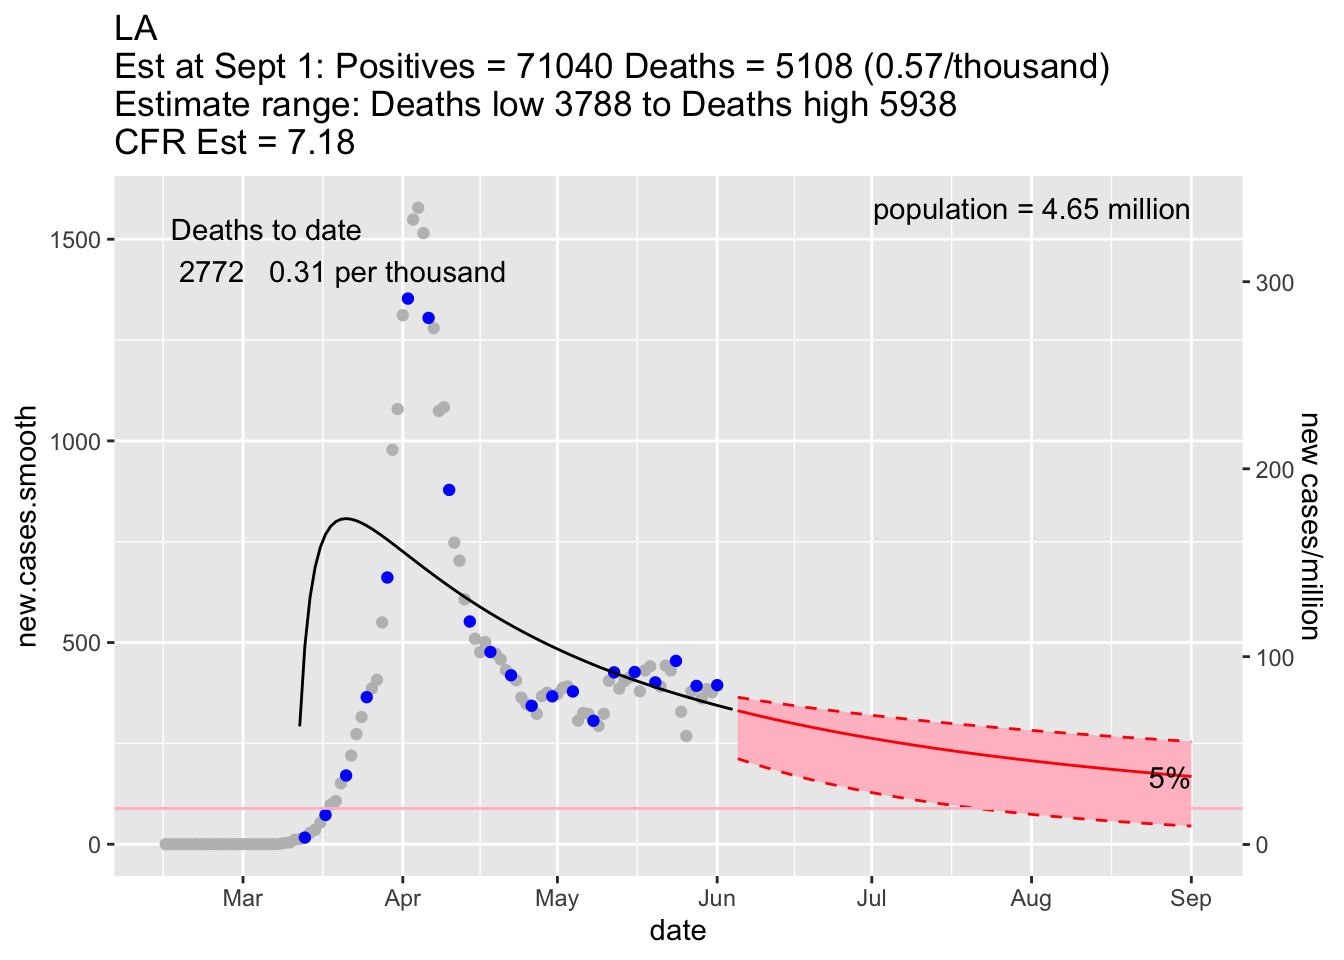 LA
Est at Sept 1: Positives = 71040 Deaths = 5108 (0.57/thousand)
Estimate range: Deaths low 3788 to Deaths high 5938
CFR Est = 7.18
population = 4.65 million
Deaths to date
2772 0.31 per thousand
1500
1000
500
0
new.cases.smooth
300
200
100
0
new cases/million
5%
Mar Apr May Jun Jul Aug Sep
date